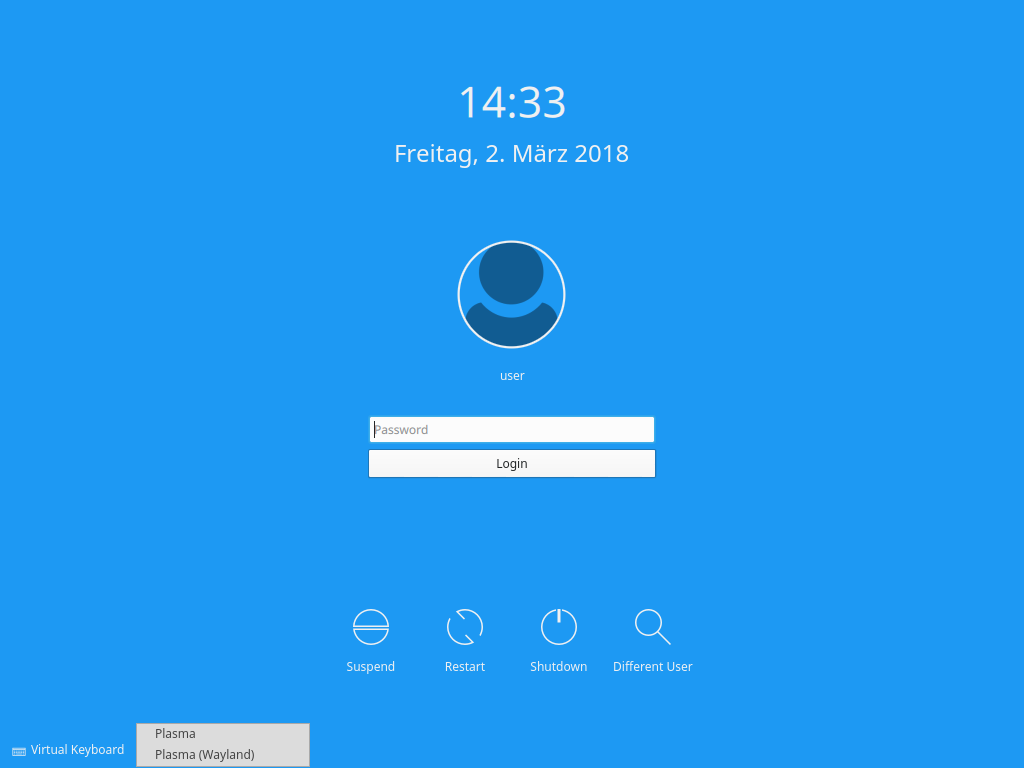 14:33
Freitag, 2. März 2018
user
Password
Login
Suspend Restart Shutdown Different User
Plasma
Virtual Keyboard
Plasma (Wayland)